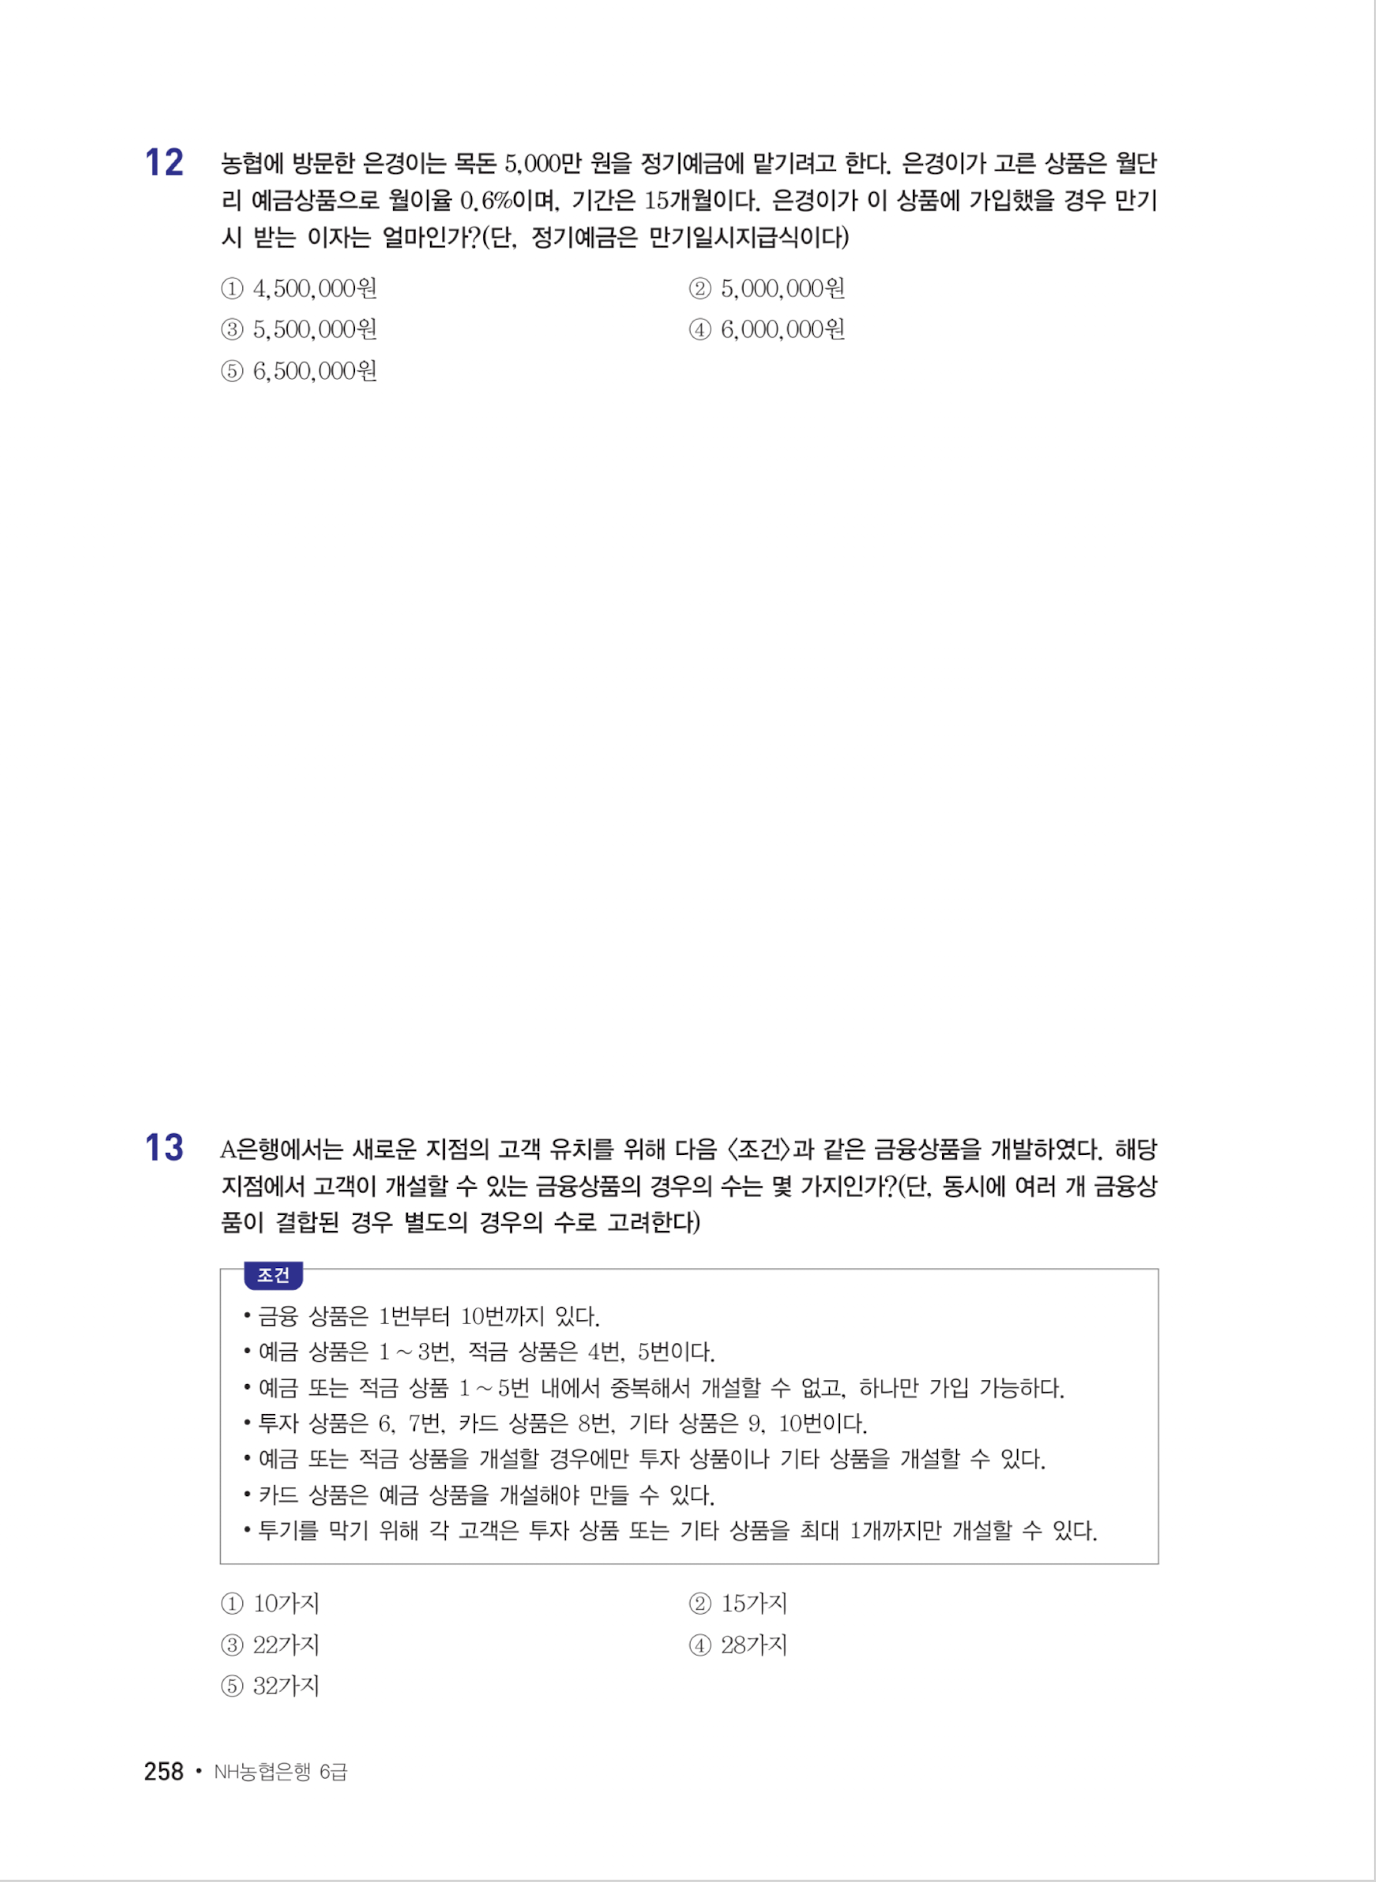 12 농협에 방문한 은경이는 목돈 5,000만 원을 정기예금에 맡기려고 한다. 은경이가 고른 상품은 월단
리 예금상품으로 월이율 0.6%이며, 기간은 15개월이다. 은경이가 이 상품에 가입했을 경우 만기
시 받는 이자는 얼마인가?(단, 정기예금은 만기일시지급식이다)
① 4,500,000원 ② 5,000,000원
③ 5,500,000원 ④ 6,000,000원
⑤ 6,500,000원
13 A은행에서는 새로운 지점의 고객 유치를 위해 다음 〈조건〉과 같은 금융상품을 개발하였다. 해당
지점에서 고객이 개설할 수 있는 금융상품의 경우의 수는 몇 가지인가?(단, 동시에 여러 개 금융상
품이 결합된 경우 별도의 경우의 수로 고려한다)
조건
• 금융 상품은 1번부터 10번까지 있다.
• 예금 상품은 1 ~ 3번, 적금 상품은 4번, 5번이다.
• 예금 또는 적금 상품 1 ~ 5번 내에서 중복해서 개설할 수 없고, 하나만 가입 가능하다.
• 투자 상품은 6, 7번, 카드 상품은 8번, 기타 상품은 9, 10번이다.
• 예금 또는 적금 상품을 개설할 경우에만 투자 상품이나 기타 상품을 개설할 수 있다.
• 카드 상품은 예금 상품을 개설해야 만들 수 있다.
• 투기를 막기 위해 각 고객은 투자 상품 또는 기타 상품을 최대 1개까지만 개설할 수 있다.
① 10가지 ② 15가지
③ 22가지 ④ 28가지
⑤ 32가지
258 • NH농협은행 6급